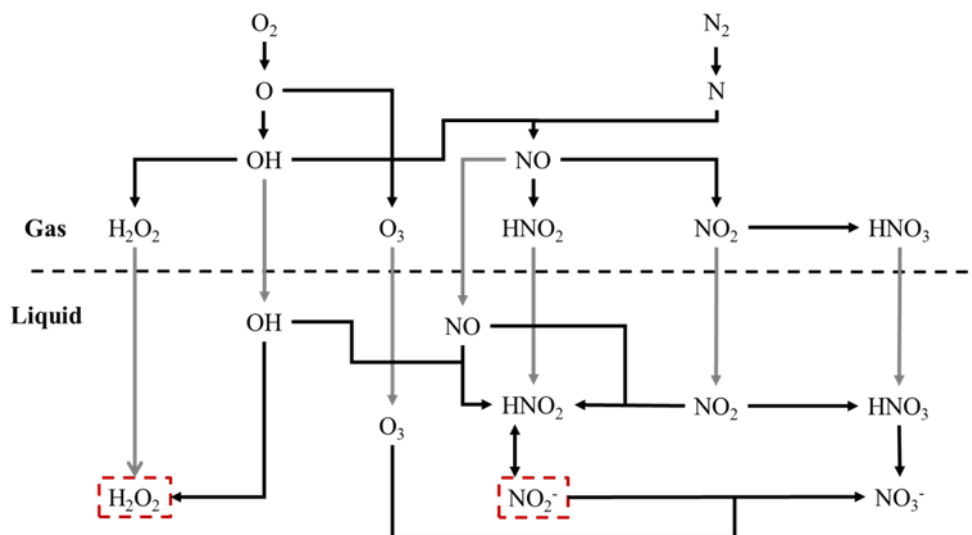 O₂ N₂
O N
OH NO
Gas H₂O₂ O₃ HNO₂ NO₂ HNO₃
Liquid
OH NO
HNO₂ NO₂ HNO₃
O₃
H₂O₂ NO₂⁻ NO₃⁻